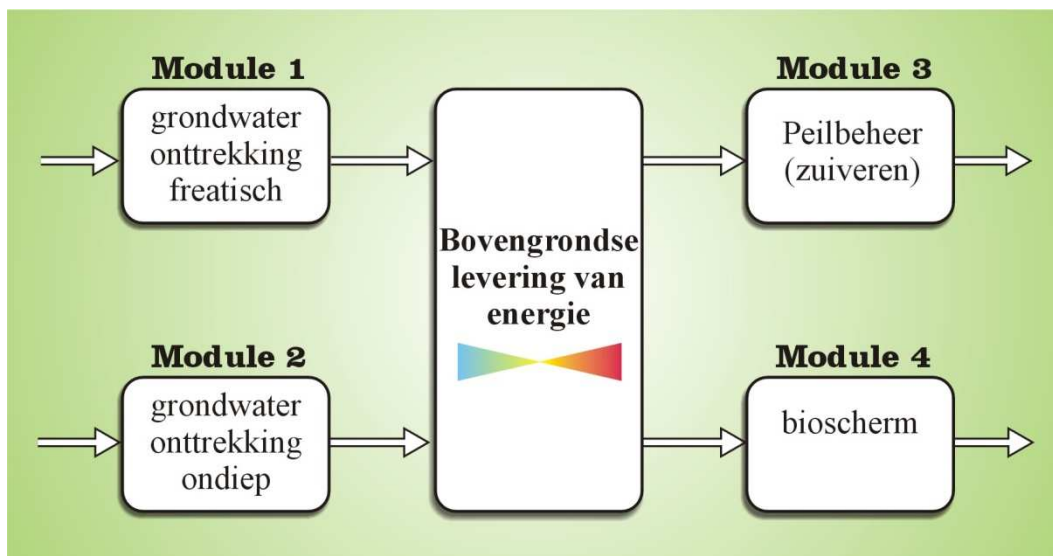 Module 1
grondwater
onttrekking
freatisch
Module 2
grondwater
onttrekking
ondiep
Bovengrondse
levering van
energie
Module 3
Peilbeheer
(zuiveren)
Module 4
bioscherm